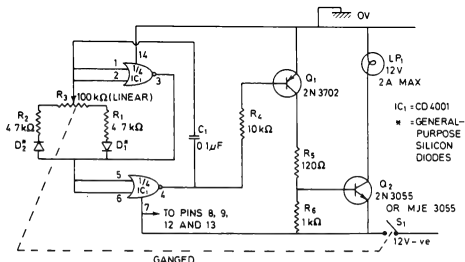 0V
14
1
2
1/4
IC1
3
R3
100kΩ(LINEAR)
R2
4 7kΩ
R1
4 7kΩ
D2*
D1*
C1
0 1μF
R4
10kΩ
Q1
2N3702
LP1
12V
2A MAX
IC1 = CD 4001
* = GENERAL-
PURPOSE
SILICON
DIODES
R5
120Ω
R6
1kΩ
Q2
2N3055
OR MJE 3055
5
6
1/4
IC1
4
7
TO PINS 8, 9,
12 AND 13
S1
12V-ve
GANGED